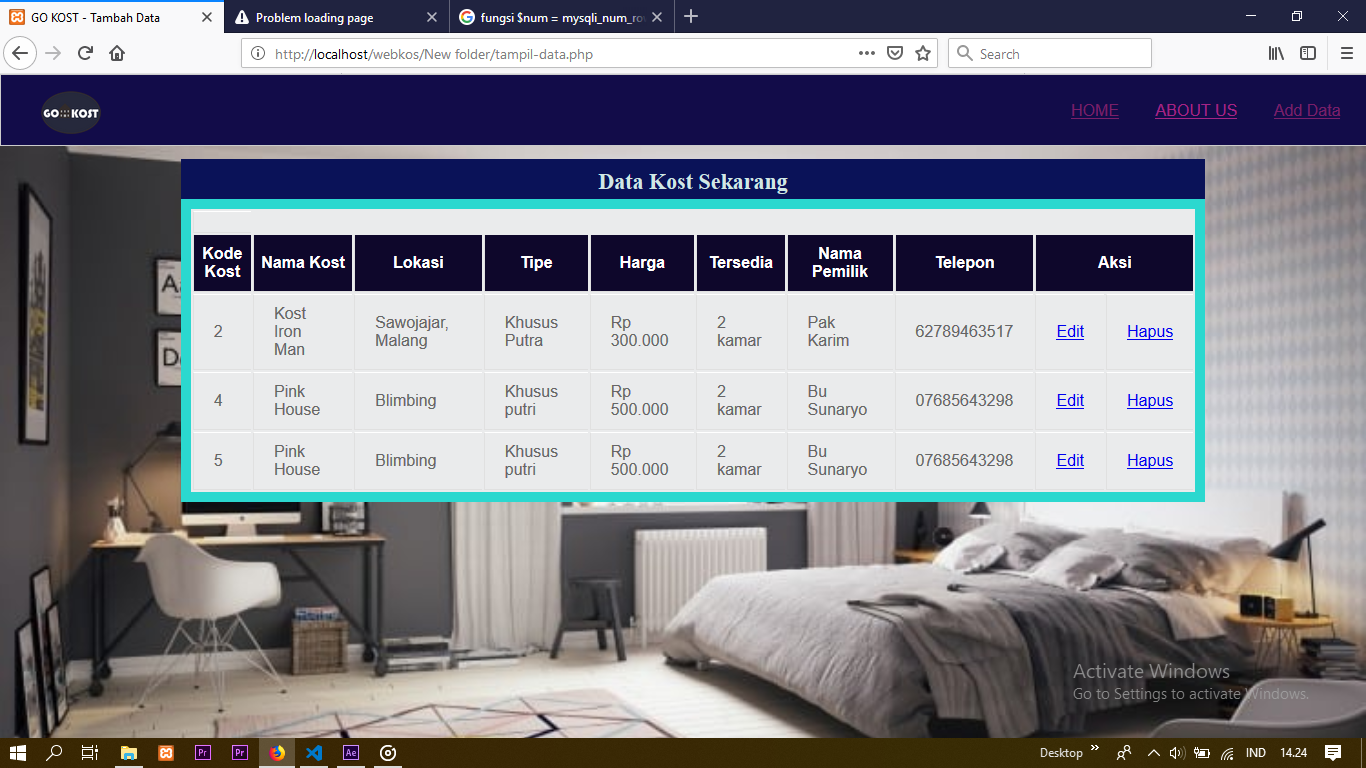 GO KOST - Tambah Data
Problem loading page
fungsi $num = mysqli_num_ro
http://localhost/webkos/New folder/tampil-data.php
Search
GO:::KOST
HOME
ABOUT US
Add Data
Data Kost Sekarang
Kode Kost Nama Kost Lokasi Tipe Harga Tersedia Nama Pemilik Telepon Aksi
2 Kost Iron Man Sawojajar, Malang Khusus Putra Rp 300.000 2 kamar Pak Karim 62789463517 Edit Hapus
4 Pink House Blimbing Khusus putri Rp 500.000 2 kamar Bu Sunaryo 07685643298 Edit Hapus
5 Pink House Blimbing Khusus putri Rp 500.000 2 kamar Bu Sunaryo 07685643298 Edit Hapus
Activate Windows
Go to Settings to activate Windows.
Pr
Pr
Ae
Desktop
IND
14.24